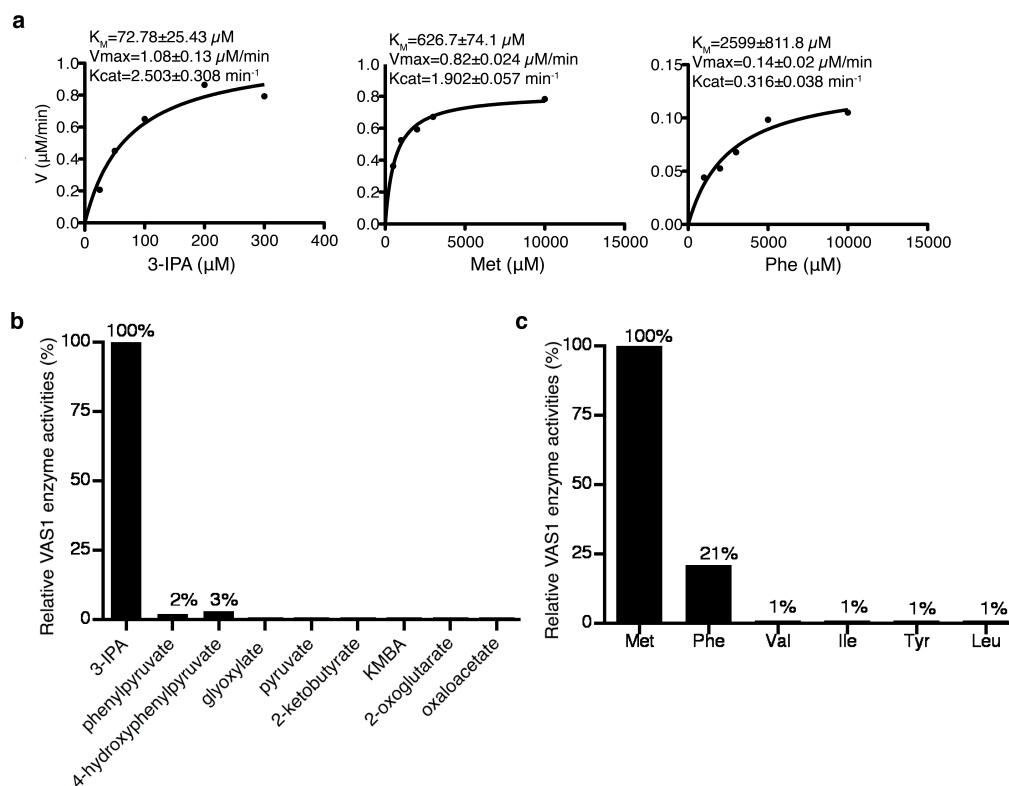 a
K_M=72.78±25.43 µM
Vmax=1.08±0.13 µM/min
Kcat=2.503±0.308 min⁻¹
1.0
0.8
0.6
0.4
0.2
0.0
V (µM/min)
0 100 200 300 400
3-IPA (µM)
K_M=626.7±74.1 µM
Vmax=0.82±0.024 µM/min
Kcat=1.902±0.057 min⁻¹
1.0
0.8
0.6
0.4
0.2
0.0
0 5000 10000 15000
Met (µM)
K_M=2599±811.8 µM
Vmax=0.14±0.02 µM/min
Kcat=0.316±0.038 min⁻¹
0.15
0.10
0.05
0.00
0 5000 10000 15000
Phe (µM)
b
Relative VAS1 enzyme activities (%)
100
75
50
25
0
100%
2%
3%
3-IPA
phenylpyruvate
4-hydroxyphenylpyruvate
glyoxylate
pyruvate
2-ketobutyrate
KMBA
2-oxoglutarate
oxaloacetate
c
Relative VAS1 enzyme activities (%)
100
75
50
25
0
100%
21%
1% 1% 1% 1%
Met Phe Val Ile Tyr Leu